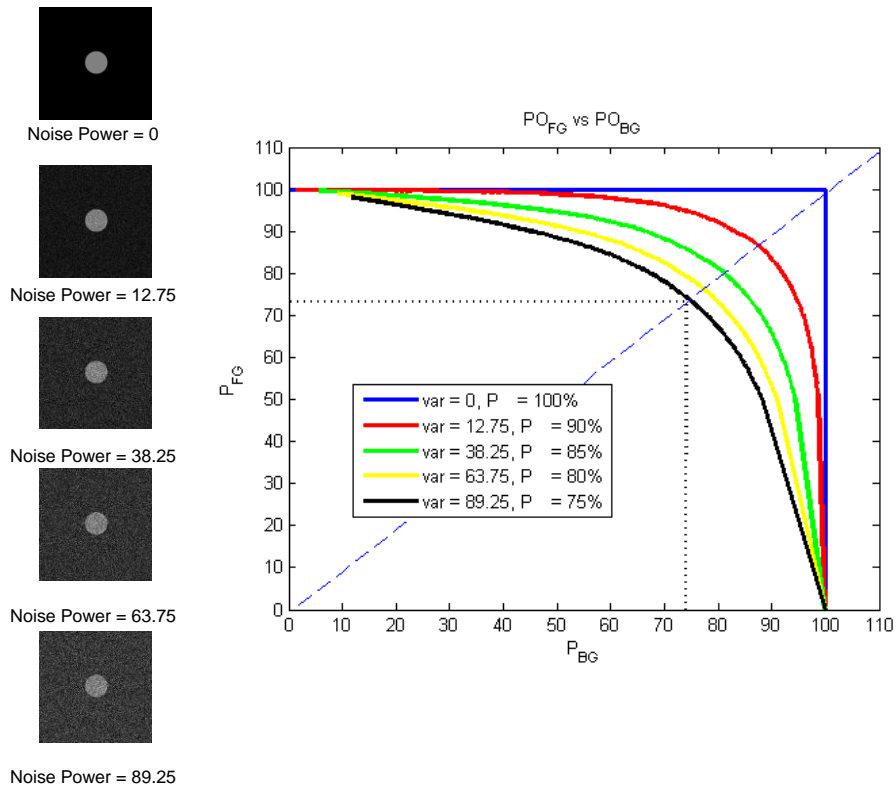 Noise Power = 0
Noise Power = 12.75
Noise Power = 38.25
Noise Power = 63.75
Noise Power = 89.25
PO_FG vs PO_BG
110
100
90
80
70
60
50
40
30
20
10
0
P_FG
var = 0, P = 100%
var = 12.75, P = 90%
var = 38.25, P = 85%
var = 63.75, P = 80%
var = 89.25, P = 75%
0 10 20 30 40 50 60 70 80 90 100 110
P_BG